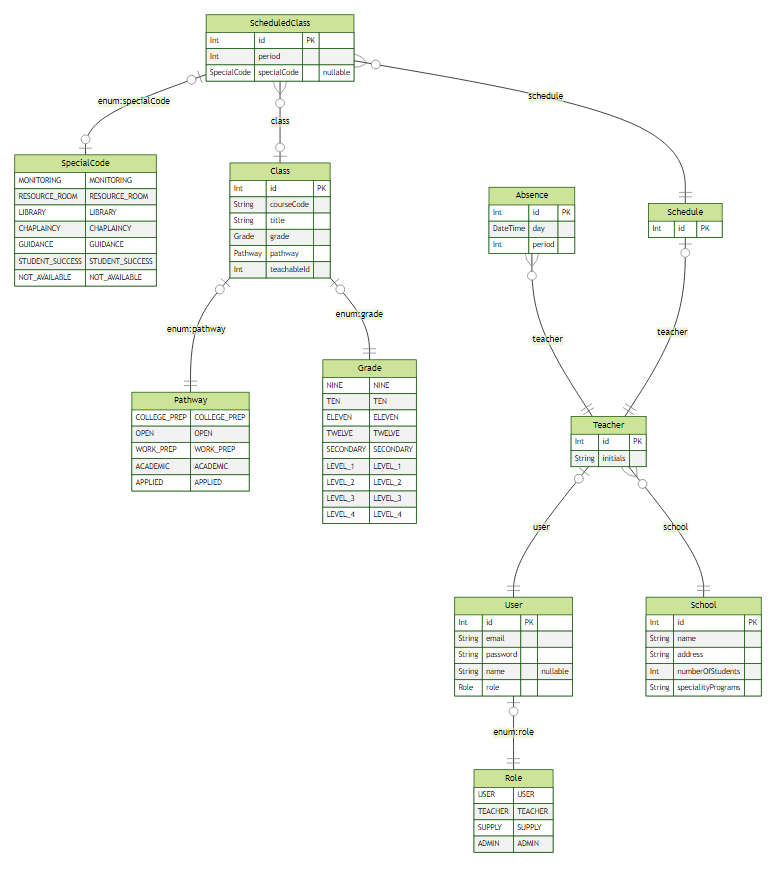 ScheduledClass
Int id PK
Int period
SpecialCode specialCode nullable
enum:specialCode
class
schedule
SpecialCode
MONITORING MONITORING
RESOURCE_ROOM RESOURCE_ROOM
LIBRARY LIBRARY
CHAPLAINCY CHAPLAINCY
GUIDANCE GUIDANCE
STUDENT_SUCCESS STUDENT_SUCCESS
NOT_AVAILABLE NOT_AVAILABLE
Class
Int id PK
String courseCode
String title
Grade grade
Pathway pathway
Int teachableId
Absence
Int id PK
DateTime day
Int period
Schedule
Int id PK
enum:pathway
enum:grade
teacher
teacher
Pathway
COLLEGE_PREP COLLEGE_PREP
OPEN OPEN
WORK_PREP WORK_PREP
ACADEMIC ACADEMIC
APPLIED APPLIED
Grade
NINE NINE
TEN TEN
ELEVEN ELEVEN
TWELVE TWELVE
SECONDARY SECONDARY
LEVEL_1 LEVEL_1
LEVEL_2 LEVEL_2
LEVEL_3 LEVEL_3
LEVEL_4 LEVEL_4
Teacher
Int id PK
String initials
user
school
User
Int id PK
String email
String password
String name nullable
Role role
School
Int id PK
String name
String address
Int numberOfStudents
String specialityPrograms
enum:role
Role
USER USER
TEACHER TEACHER
SUPPLY SUPPLY
ADMIN ADMIN